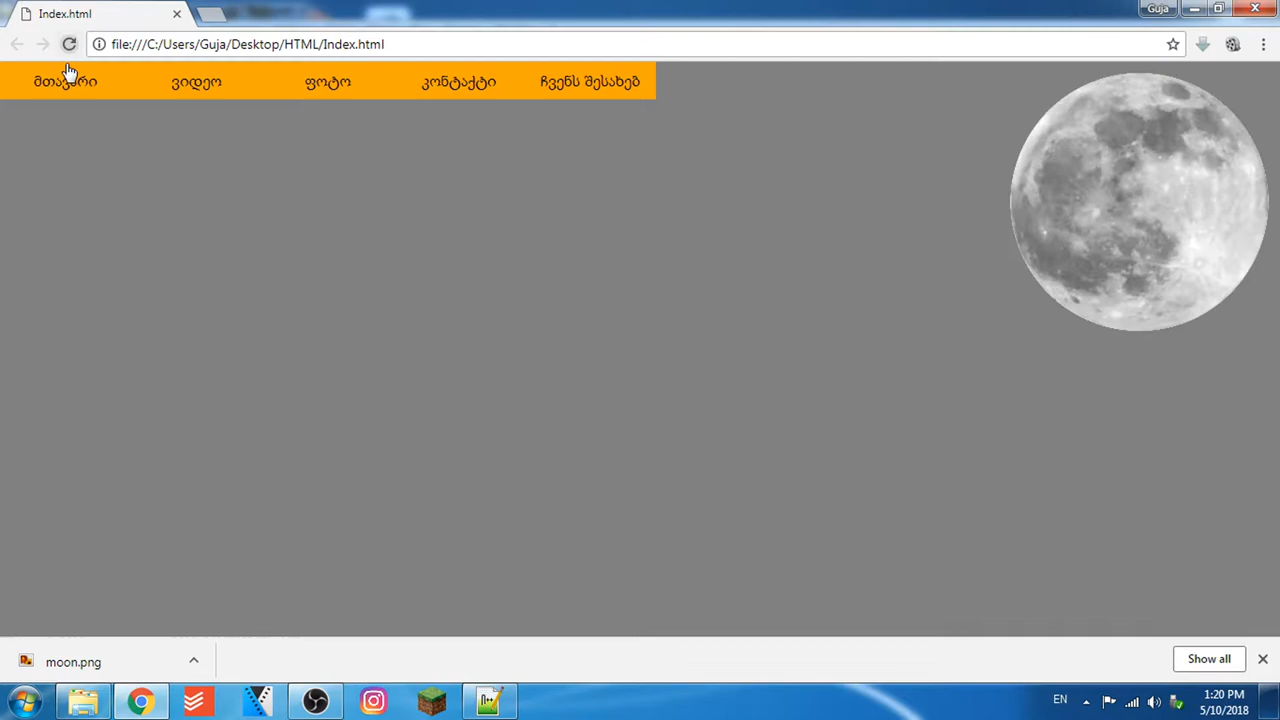 Index.html
Guja
file:///C:/Users/Guja/Desktop/HTML/Index.html
მთავარი ვიდეო ფოტო კონტაქტი ჩვენს შესახებ
moon.png
Show all
EN
1:20 PM
5/10/2018